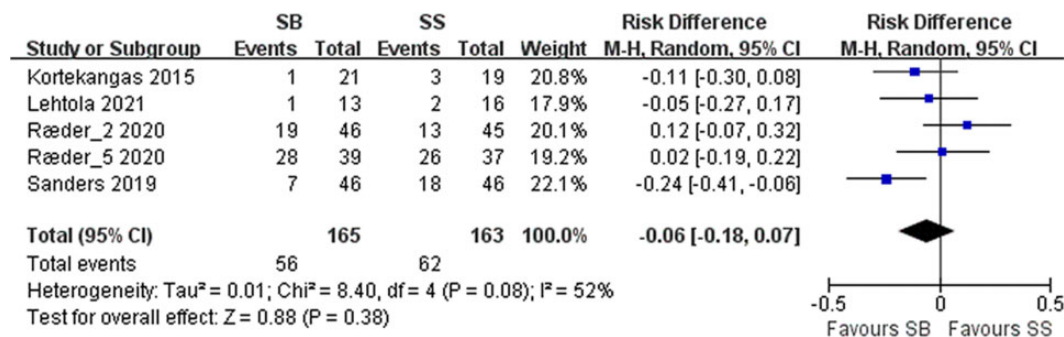 SB SS Risk Difference Risk Difference
Study or Subgroup Events Total Events Total Weight M-H, Random, 95% CI M-H, Random, 95% CI
Kortekangas 2015 1 21 3 19 20.8% -0.11 [-0.30, 0.08]
Lehtola 2021 1 13 2 16 17.9% -0.05 [-0.27, 0.17]
Ræder_2 2020 19 46 13 45 20.1% 0.12 [-0.07, 0.32]
Ræder_5 2020 28 39 26 37 19.2% 0.02 [-0.19, 0.22]
Sanders 2019 7 46 18 46 22.1% -0.24 [-0.41, -0.06]
Total (95% CI) 165 163 100.0% -0.06 [-0.18, 0.07]
Total events 56 62
Heterogeneity: Tau² = 0.01; Chi² = 8.40, df = 4 (P = 0.08); I² = 52%
Test for overall effect: Z = 0.88 (P = 0.38)
-0.5 0 0.5
Favours SB Favours SS